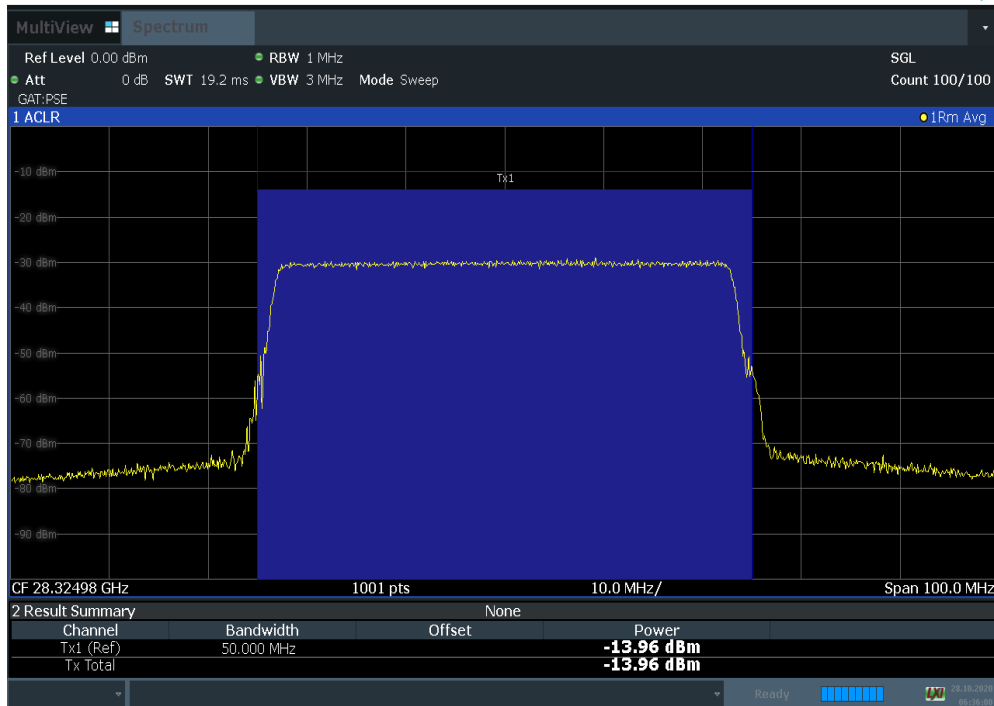 MultiView Spectrum
Ref Level 0.00 dBm RBW 1 MHz SGL
Att 0 dB SWT 19.2 ms VBW 3 MHz Mode Sweep Count 100/100
GAT:PSE
1 ACLR 1Rm Avg
-10 dBm
Tx1
-20 dBm
-30 dBm
-40 dBm
-50 dBm
-60 dBm
-70 dBm
-80 dBm
-90 dBm
CF 28.32498 GHz 1001 pts 10.0 MHz/ Span 100.0 MHz
2 Result Summary None
Channel Bandwidth Offset Power
Tx1 (Ref) 50.000 MHz -13.96 dBm
Tx Total -13.96 dBm
Ready LXI 28.10.2020
06:36:00